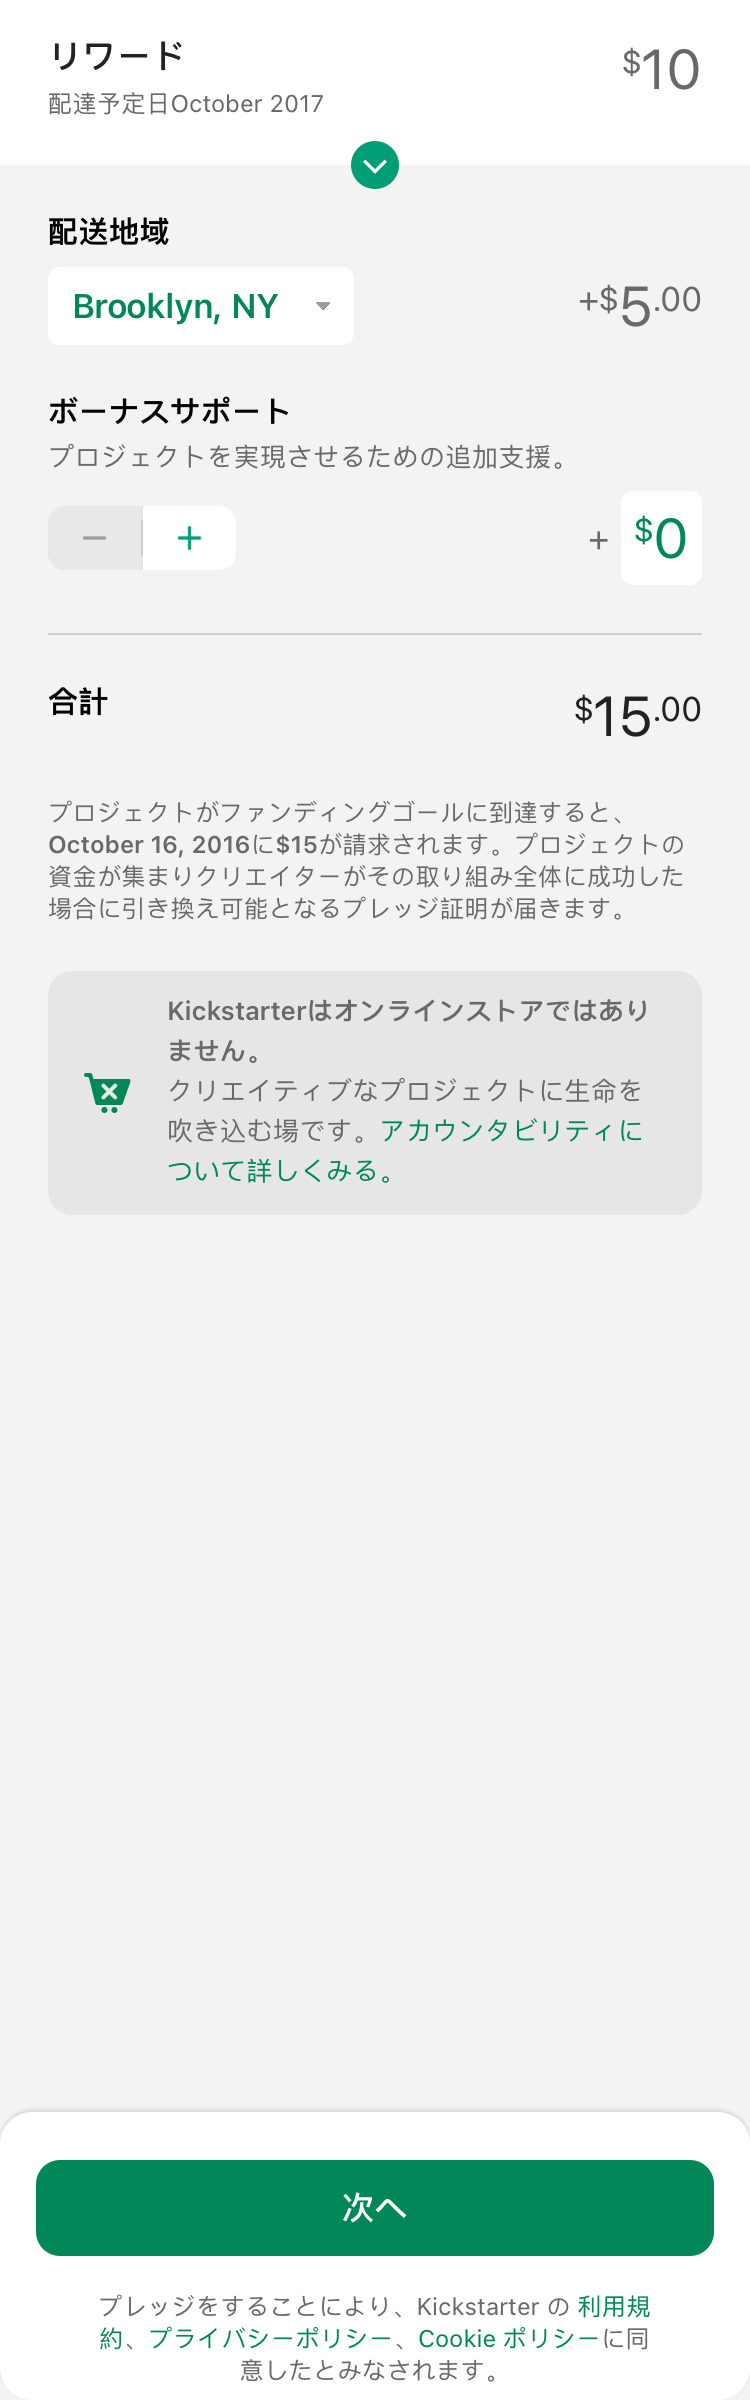 リワード
$10
配達予定日October 2017
配送地域
Brooklyn, NY
+$5.00
ボーナスサポート
プロジェクトを実現させるための追加支援。
− +
+ $0
合計
$15.00
プロジェクトがファンディングゴールに到達すると、
October 16, 2016に$15が請求されます。プロジェクトの
資金が集まりクリエイターがその取り組み全体に成功した
場合に引き換え可能となるプレッジ証明が届きます。
Kickstarterはオンラインストアではあり
ません。
クリエイティブなプロジェクトに生命を
吹き込む場です。アカウンタビリティに
ついて詳しくみる。
次へ
プレッジをすることにより、Kickstarter の 利用規
約、プライバシーポリシー、Cookie ポリシーに同
意したとみなされます。